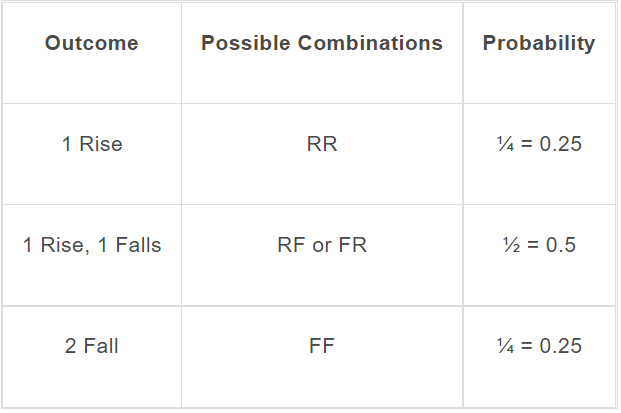 Outcome Possible Combinations Probability
1 Rise RR ¼ = 0.25
1 Rise, 1 Falls RF or FR ½ = 0.5
2 Fall FF ¼ = 0.25